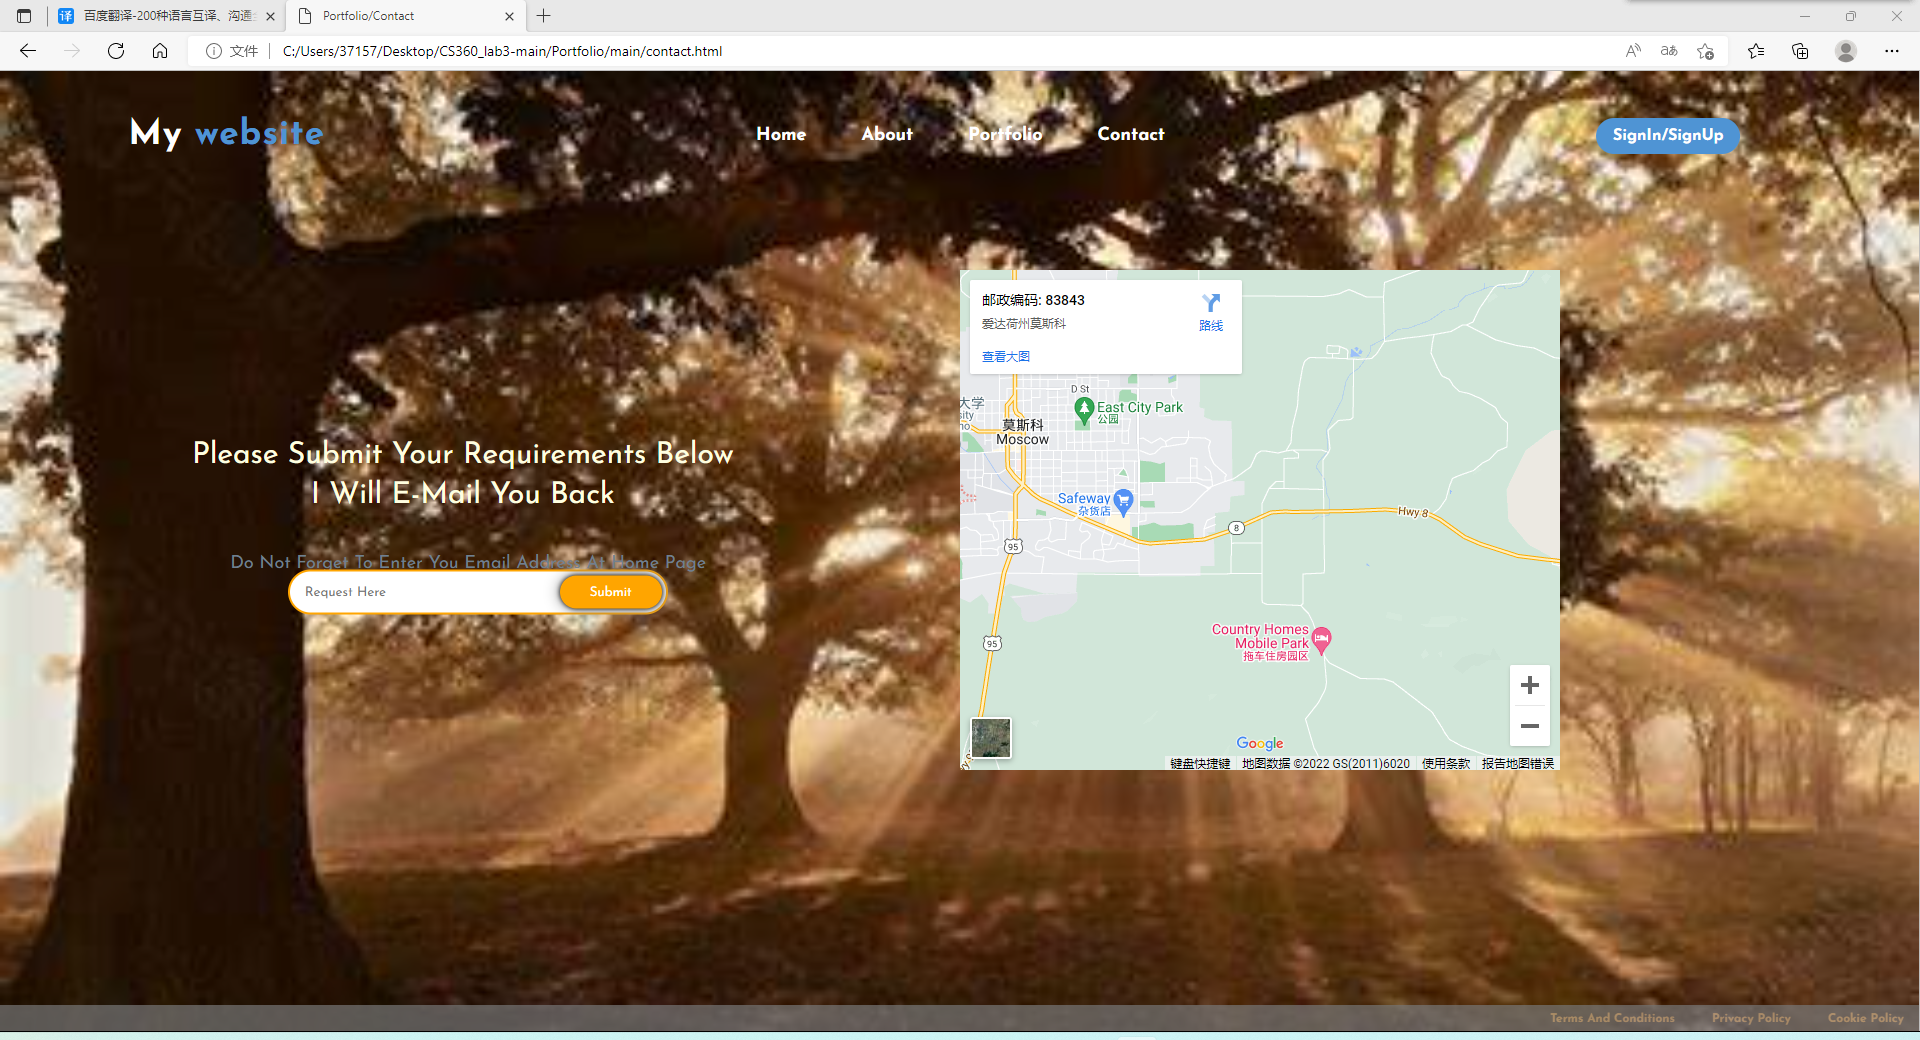 百度翻译-200种语言互译、沟通
Portfolio/Contact
文件
C:/Users/37157/Desktop/CS360_lab3-main/Portfolio/main/contact.html
My website
Home
About
Portfolio
Contact
SignIn/SignUp
Please Submit Your Requirements Below
I Will E-Mail You Back
Do Not Forget To Enter You Email Address At Home Page
Request Here
Submit
邮政编码: 83843
爱达荷州莫斯科
路线
查看大图
D St
大学
sity
East City Park
公园
莫斯科
Moscow
Safeway
杂货店
8
Hwy 8
95
95
Country Homes
Mobile Park
拖车住房园区
Google
键盘快捷键
地图数据 ©2022 GS(2011)6020
使用条款
报告地图错误
Terms And Conditions
Privacy Policy
Cookie Policy